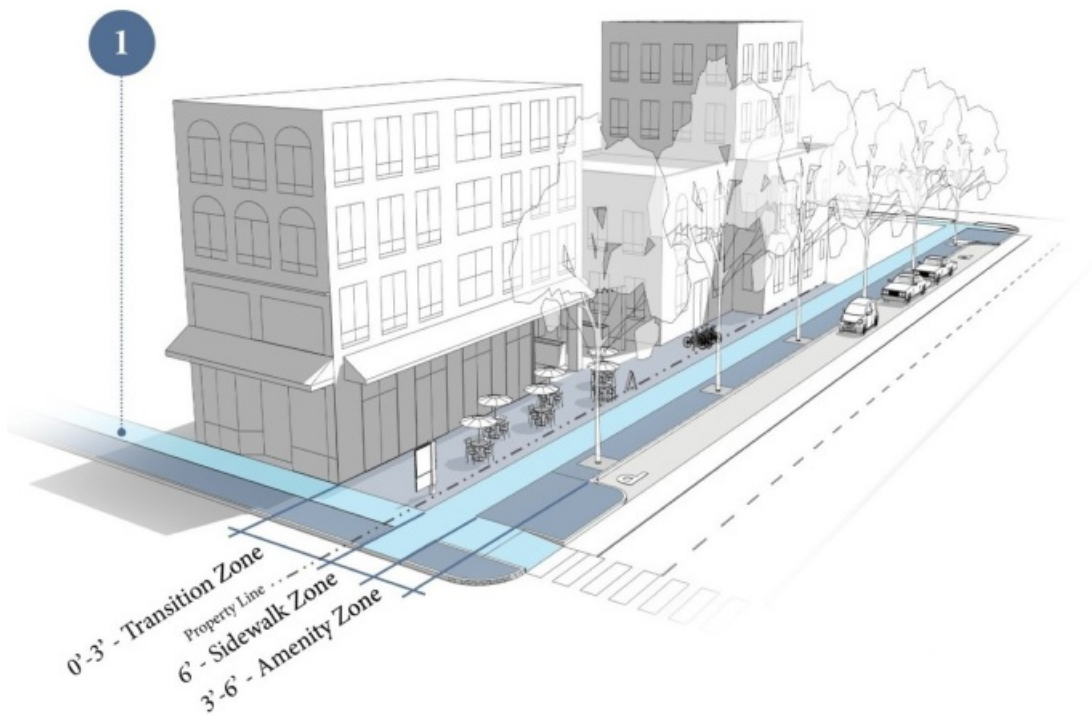 1
0'-3' - Transition Zone
Property Line
6' - Sidewalk Zone
3'-6' - Amenity Zone